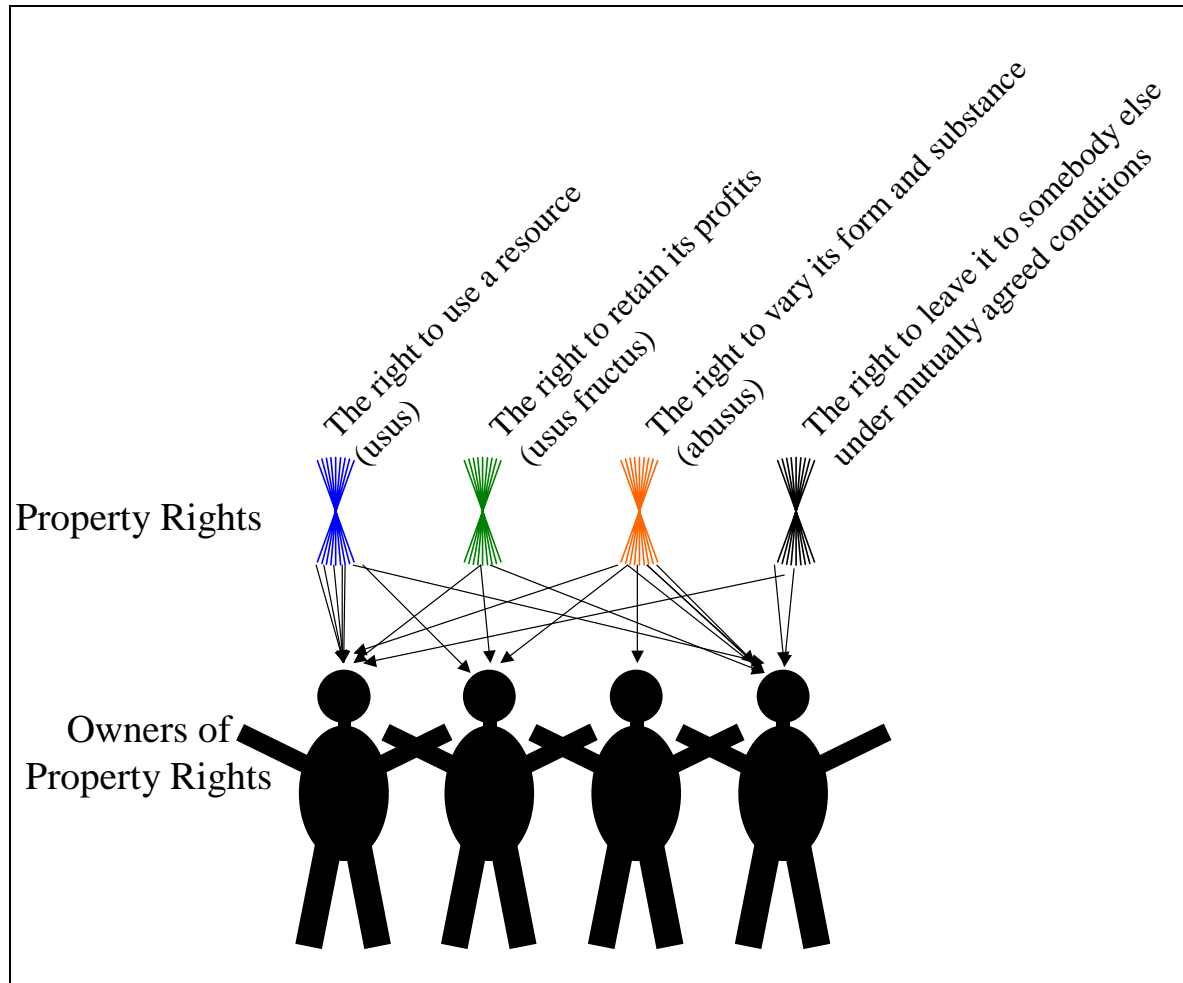 The right to use a resource
(usus)
The right to retain its profits
(usus fructus)
The right to vary its form and substance
(abusus)
The right to leave it to somebody else
under mutually agreed conditions
Property Rights
Owners of
Property Rights